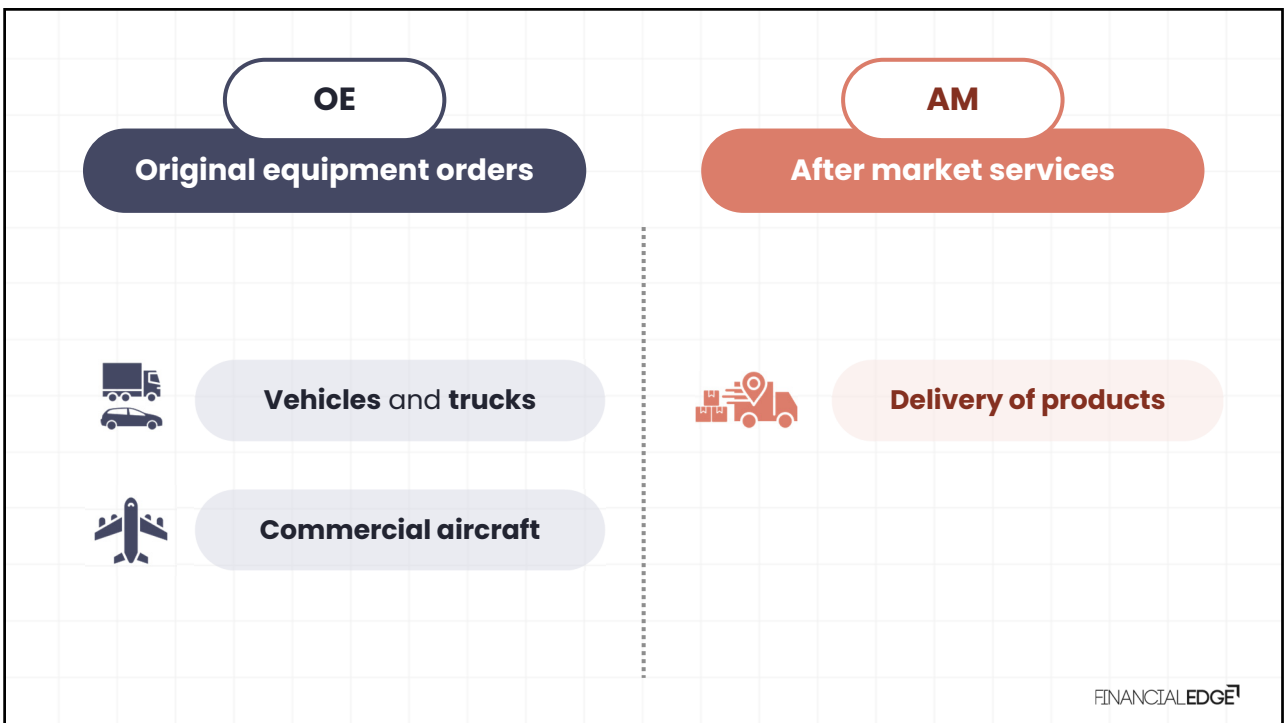 OE
Original equipment orders
AM
After market services
Vehicles and trucks
Commercial aircraft
Delivery of products
FINANCIALEDGE